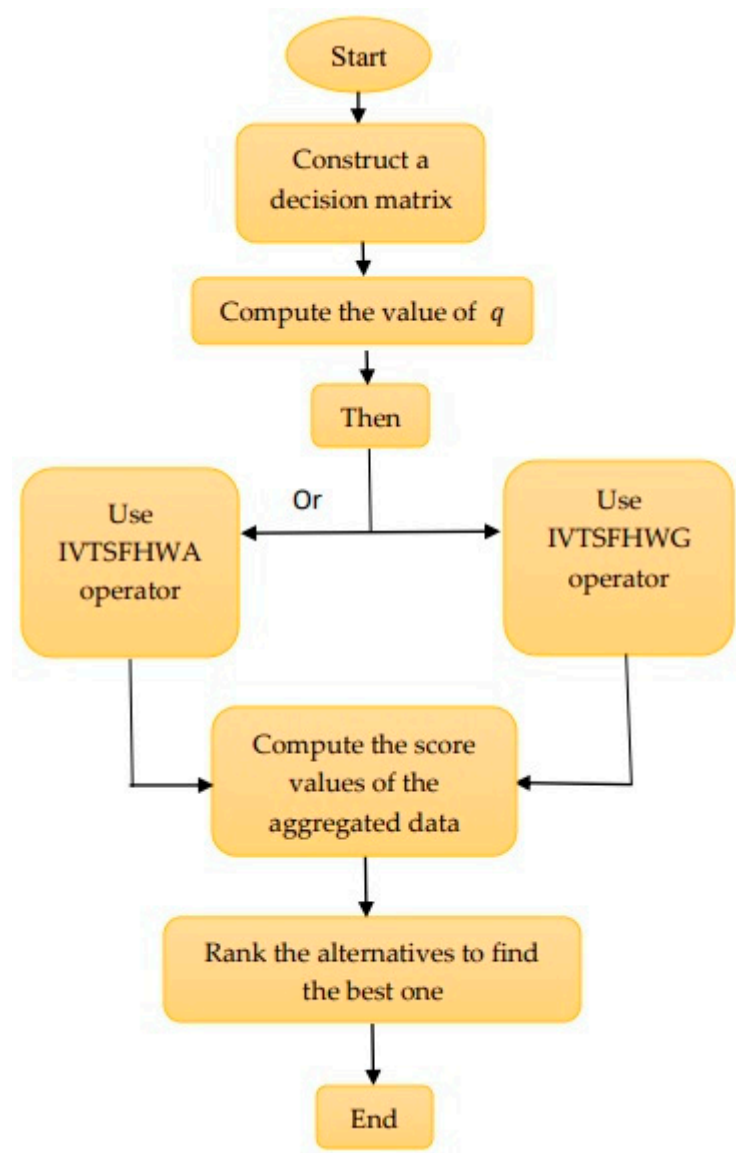 Start
Construct a
decision matrix
Compute the value of q
Then
Or
Use
IVTSFHWA
operator
Use
IVTSFHWG
operator
Compute the score
values of the
aggregated data
Rank the alternatives to find
the best one
End